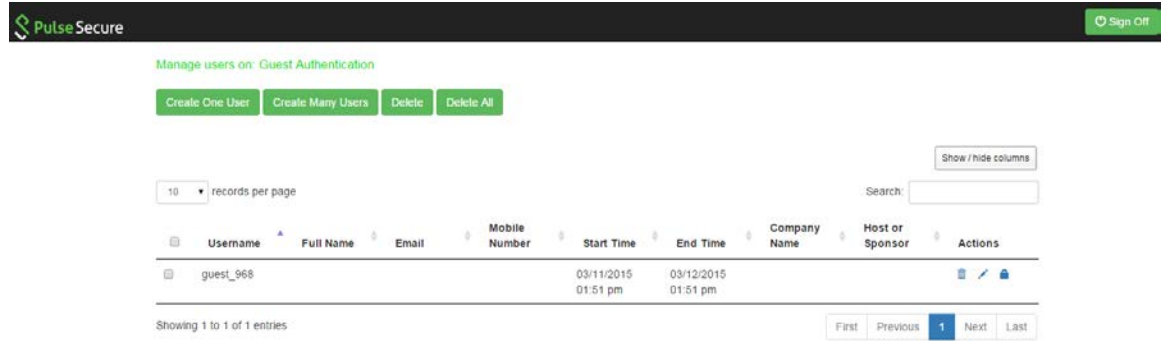 Pulse Secure
Sign Off
Manage users on: Guest Authentication
Create One User Create Many Users Delete Delete All
Show / hide columns
10 records per page Search:
Username Full Name Email Mobile Number Start Time End Time Company Name Host or Sponsor Actions
guest_968 03/11/2015 01:51 pm 03/12/2015 01:51 pm
Showing 1 to 1 of 1 entries First Previous 1 Next Last